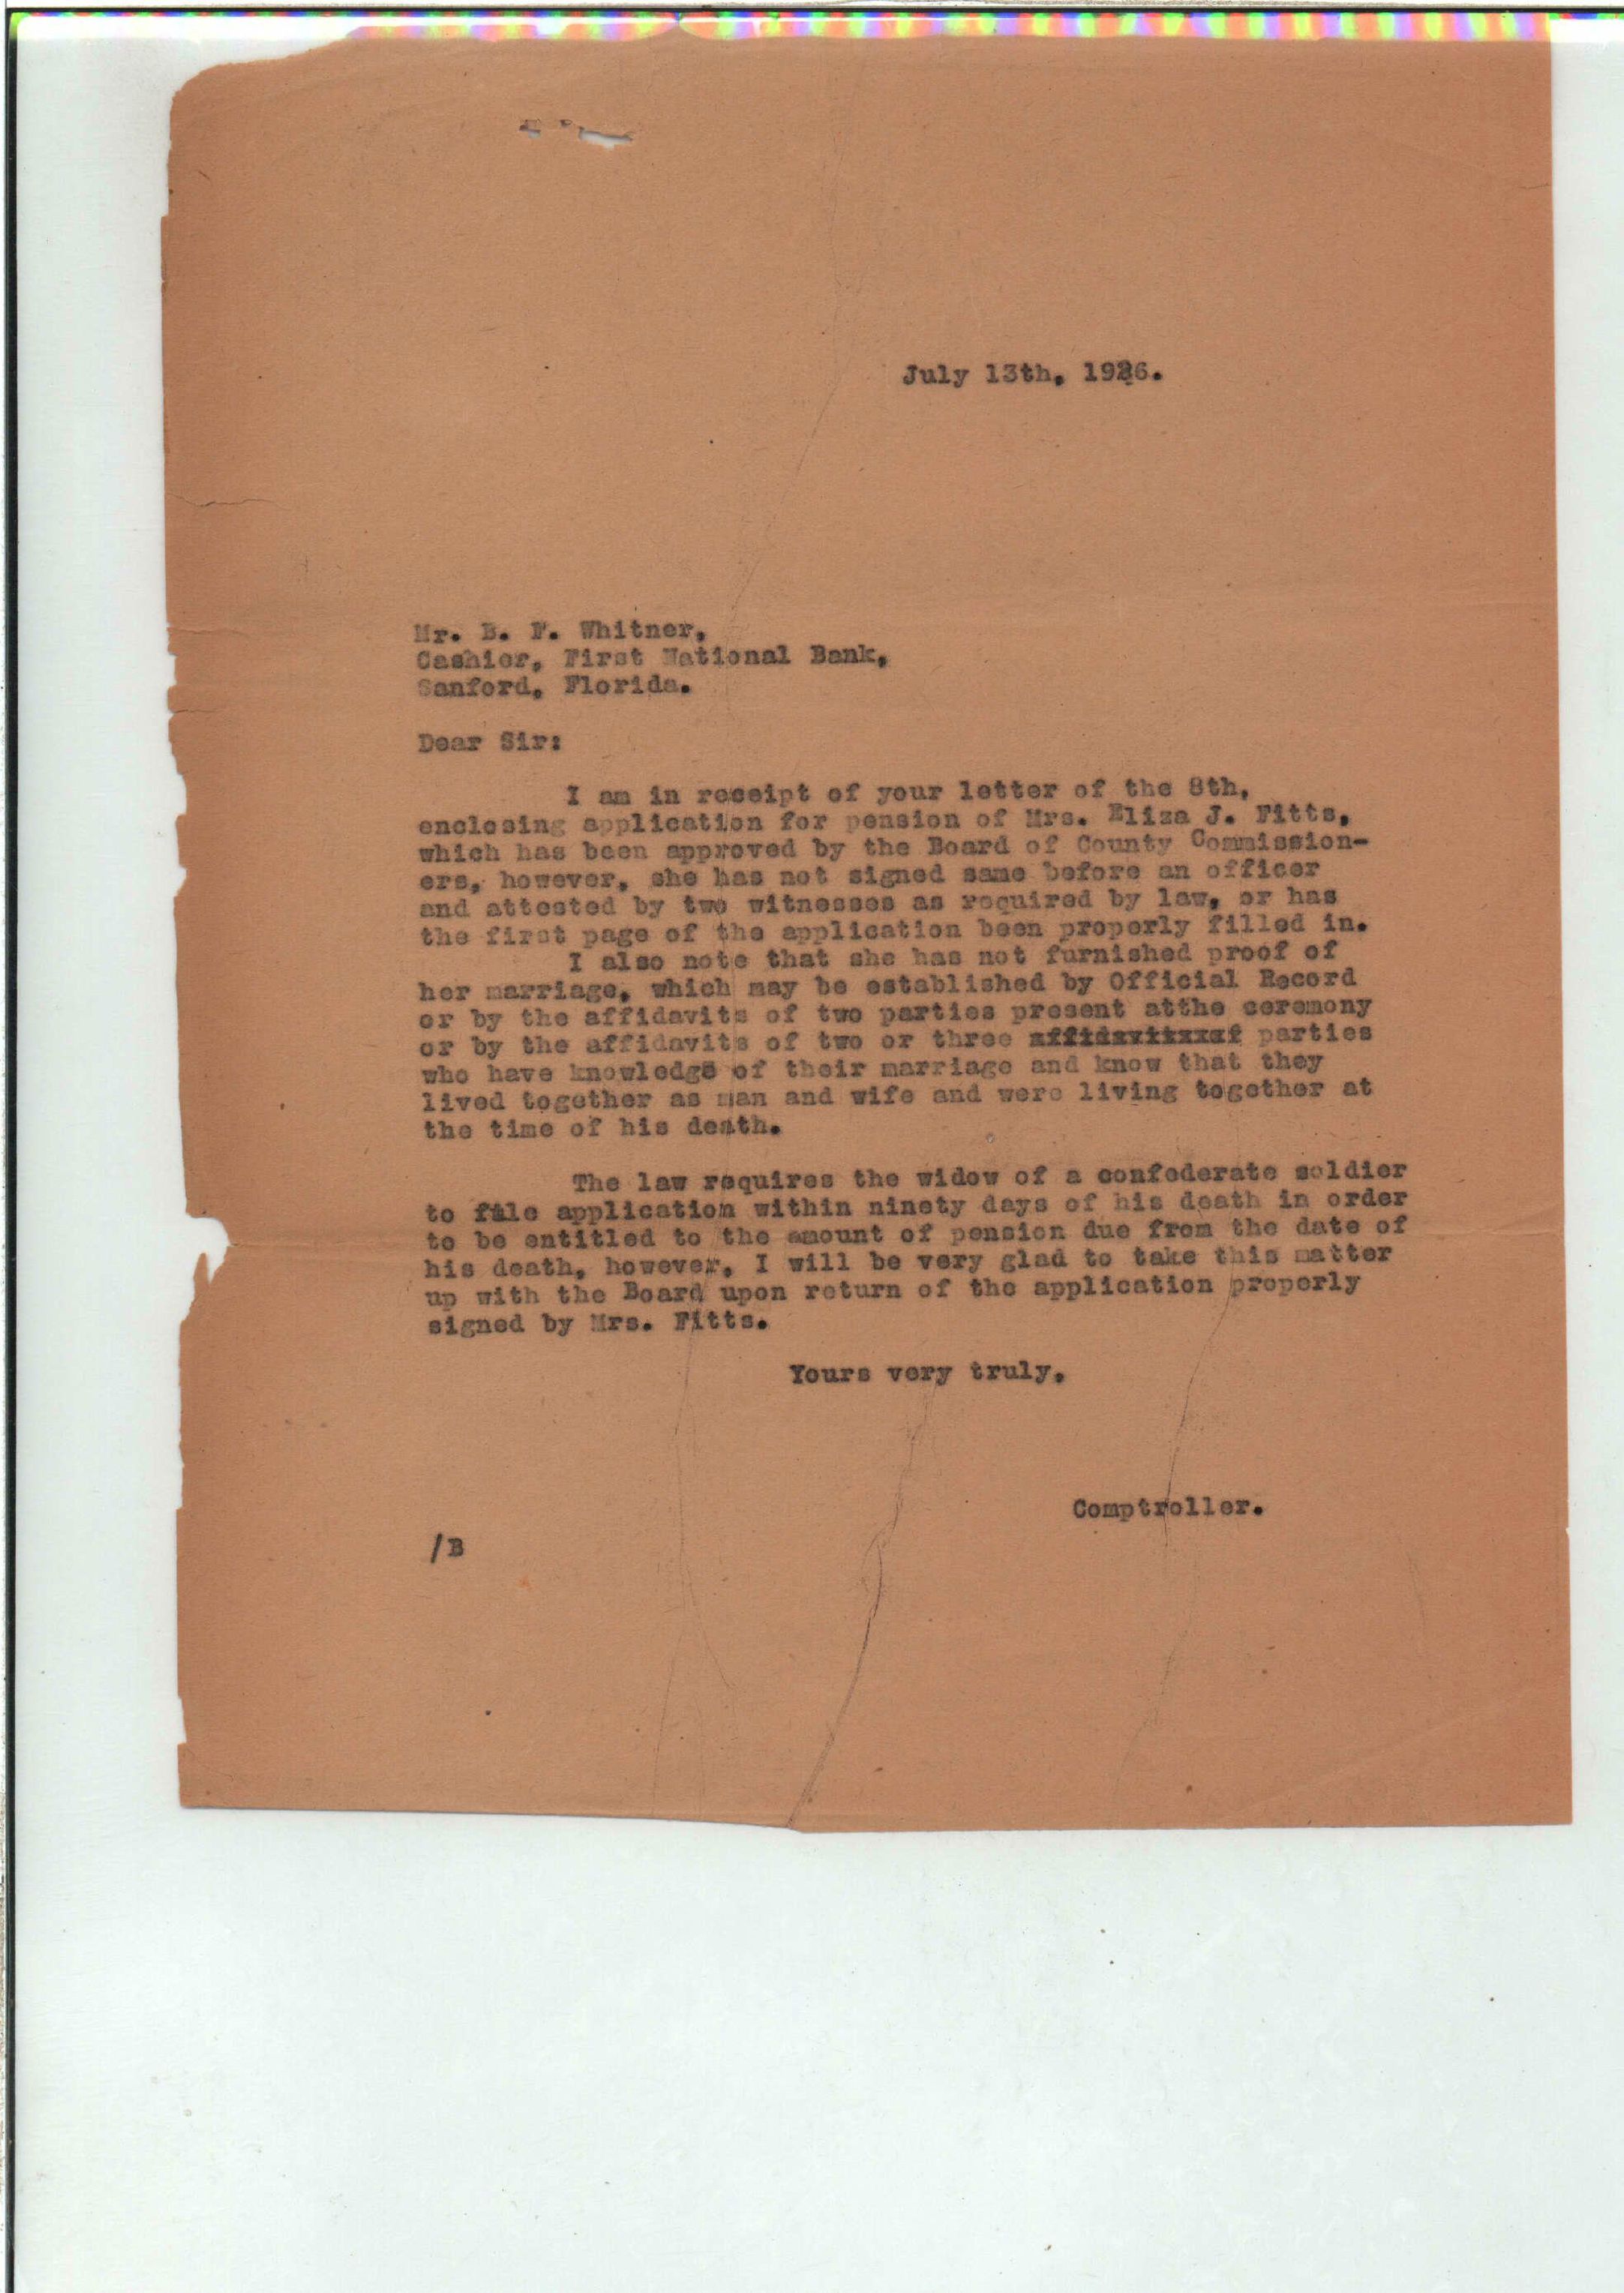 July 13th, 1926.
Mr. B. F. Whitner,
Cashier, First National Bank,
Sanford, Florida.
Dear Sir:
I am in receipt of your letter of the 8th,
enclosing application for pension of Mrs. Eliza J. Fitts,
which has been approved by the Board of County Commission-
ers, however, she has not signed same before an officer
and attested by two witnesses as required by law, or has
the first page of the application been properly filled in.
I also note that she has not furnished proof of
her marriage, which may be established by Official Record
or by the affidavits of two parties present atthe ceremony
or by the affidavits of two or three parties
who have knowledge of their marriage and know that they
lived together as man and wife and were living together at
the time of his death.
The law requires the widow of a confederate soldier
to file application within ninety days of his death in order
to be entitled to the amount of pension due from the date of
his death, however, I will be very glad to take this matter
up with the Board upon return of the application properly
signed by Mrs. Fitts.
Yours very truly,
Comptroller.
/B